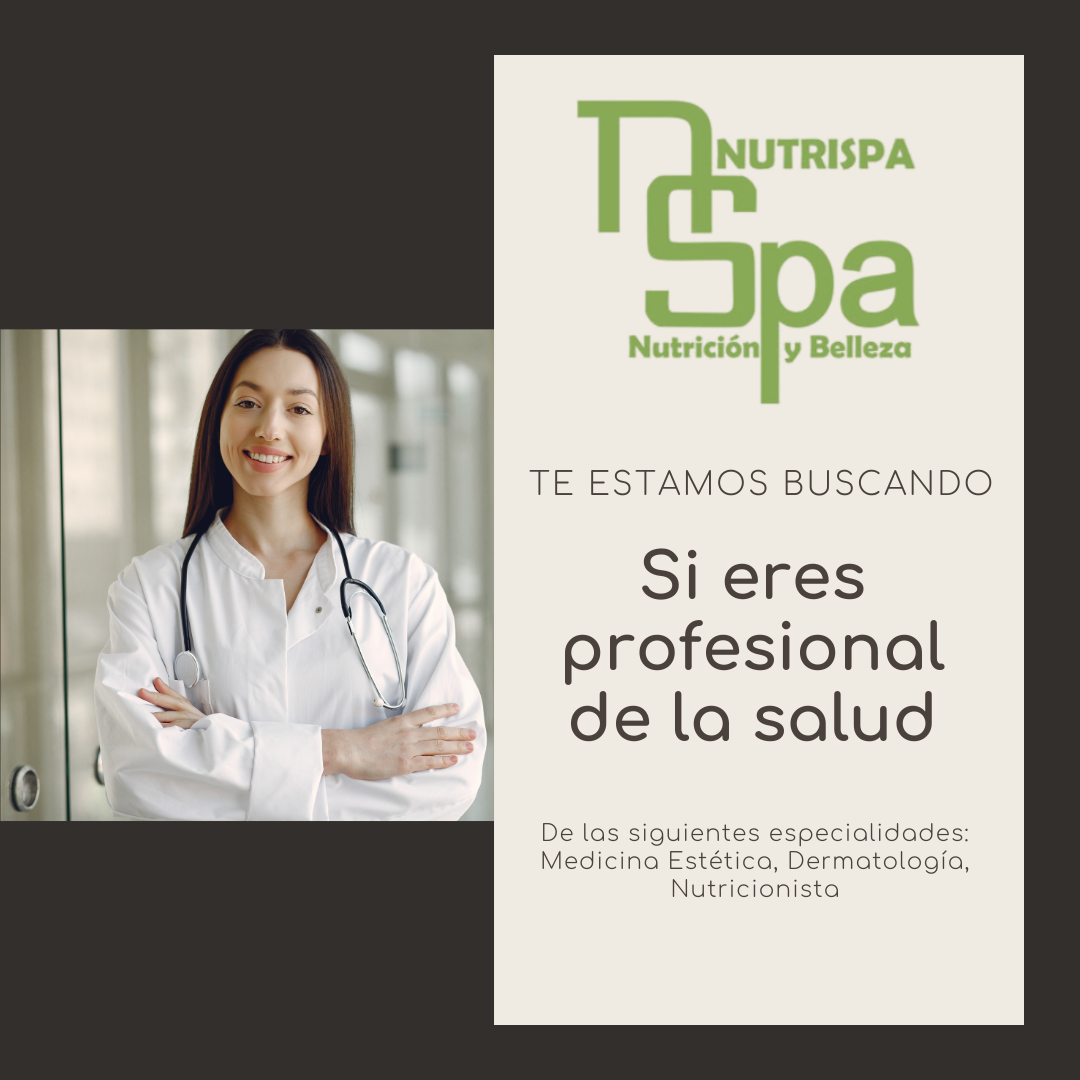 NUTRISPA
Spa
Nutrición y Belleza
TE ESTAMOS BUSCANDO
Si eres
profesional
de la salud
De las siguientes especialidades:
Medicina Estética, Dermatología,
Nutricionista